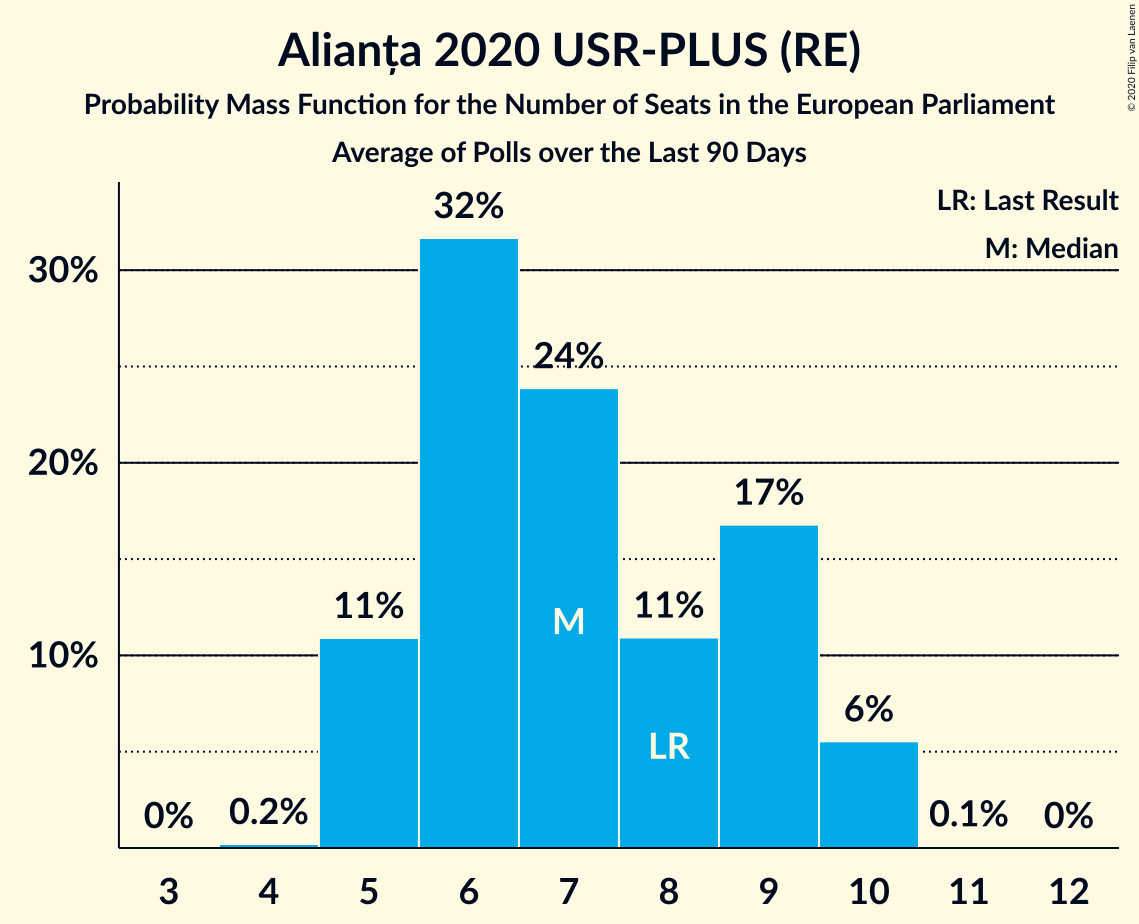 Alianța 2020 USR-PLUS (RE)
Probability Mass Function for the Number of Seats in the European Parliament
Average of Polls over the Last 90 Days
© 2020 Filip van Laenen
LR: Last Result
M: Median
30%
20%
10%
0%
0.2%
11%
32%
24%
11%
17%
6%
0.1%
0%
M
LR
3 4 5 6 7 8 9 10 11 12